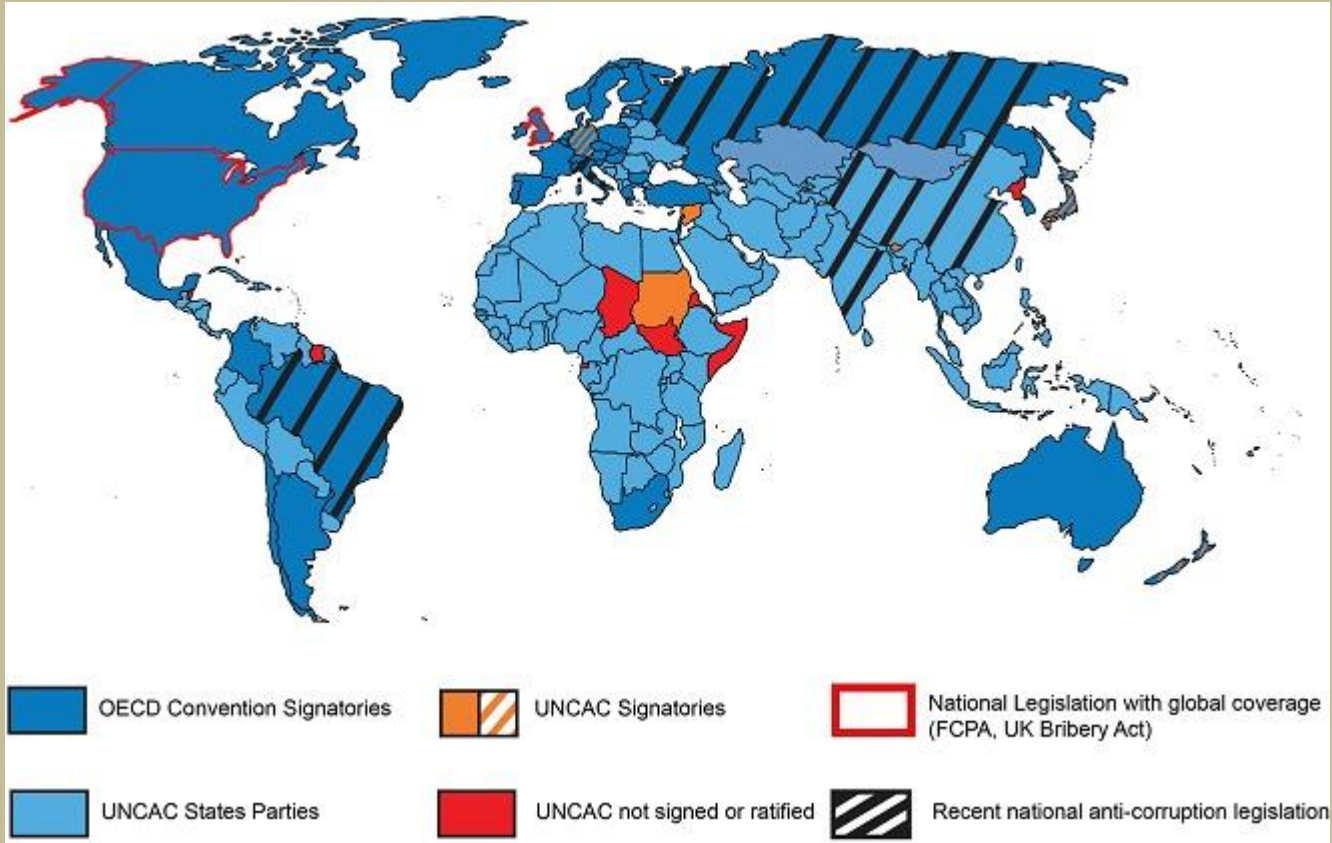 OECD Convention Signatories
UNCAC Signatories
National Legislation with global coverage
(FCPA, UK Bribery Act)
UNCAC States Parties
UNCAC not signed or ratified
Recent national anti-corruption legislation